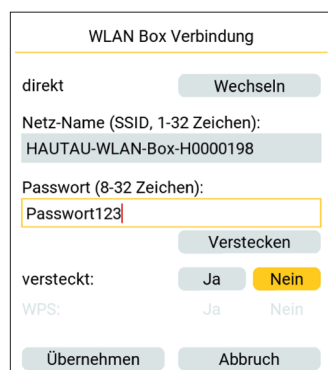 WLAN Box Verbindung
direkt Wechseln
Netz-Name (SSID, 1-32 Zeichen):
HAUTAU-WLAN-Box-H0000198
Passwort (8-32 Zeichen):
Passwort123
Verstecken
versteckt: Ja Nein
WPS: Ja Nein
Übernehmen Abbruch